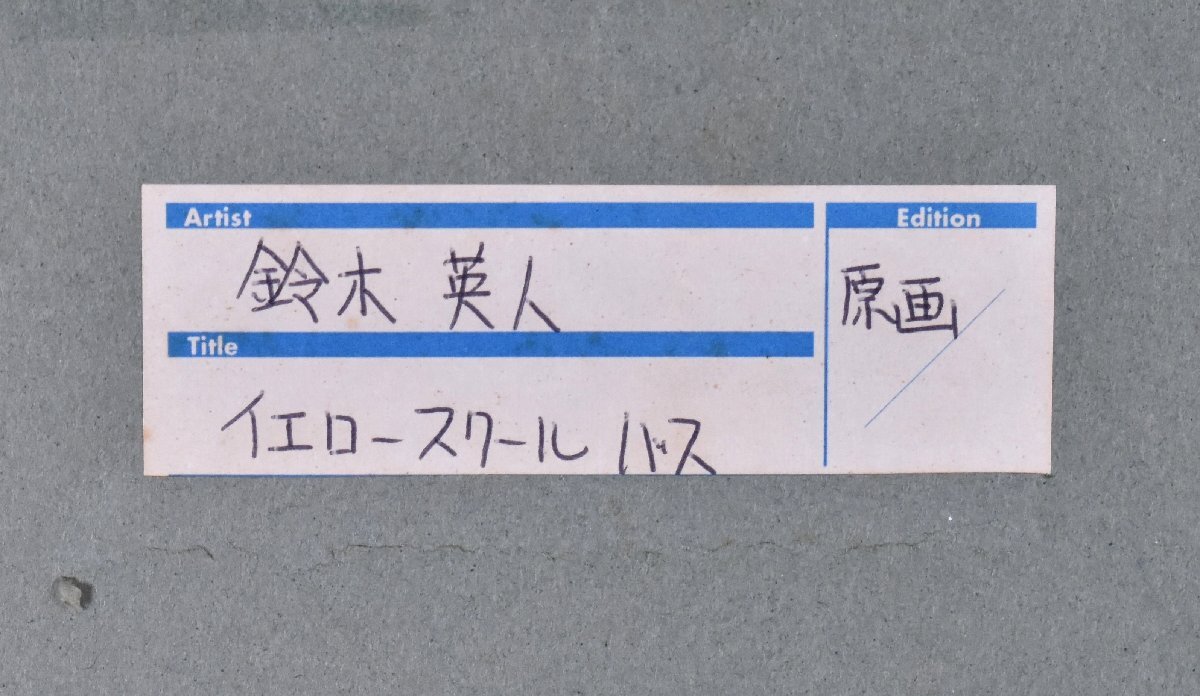 Artist
鈴木 英人
Title
イエロースクール バス
Edition
原画